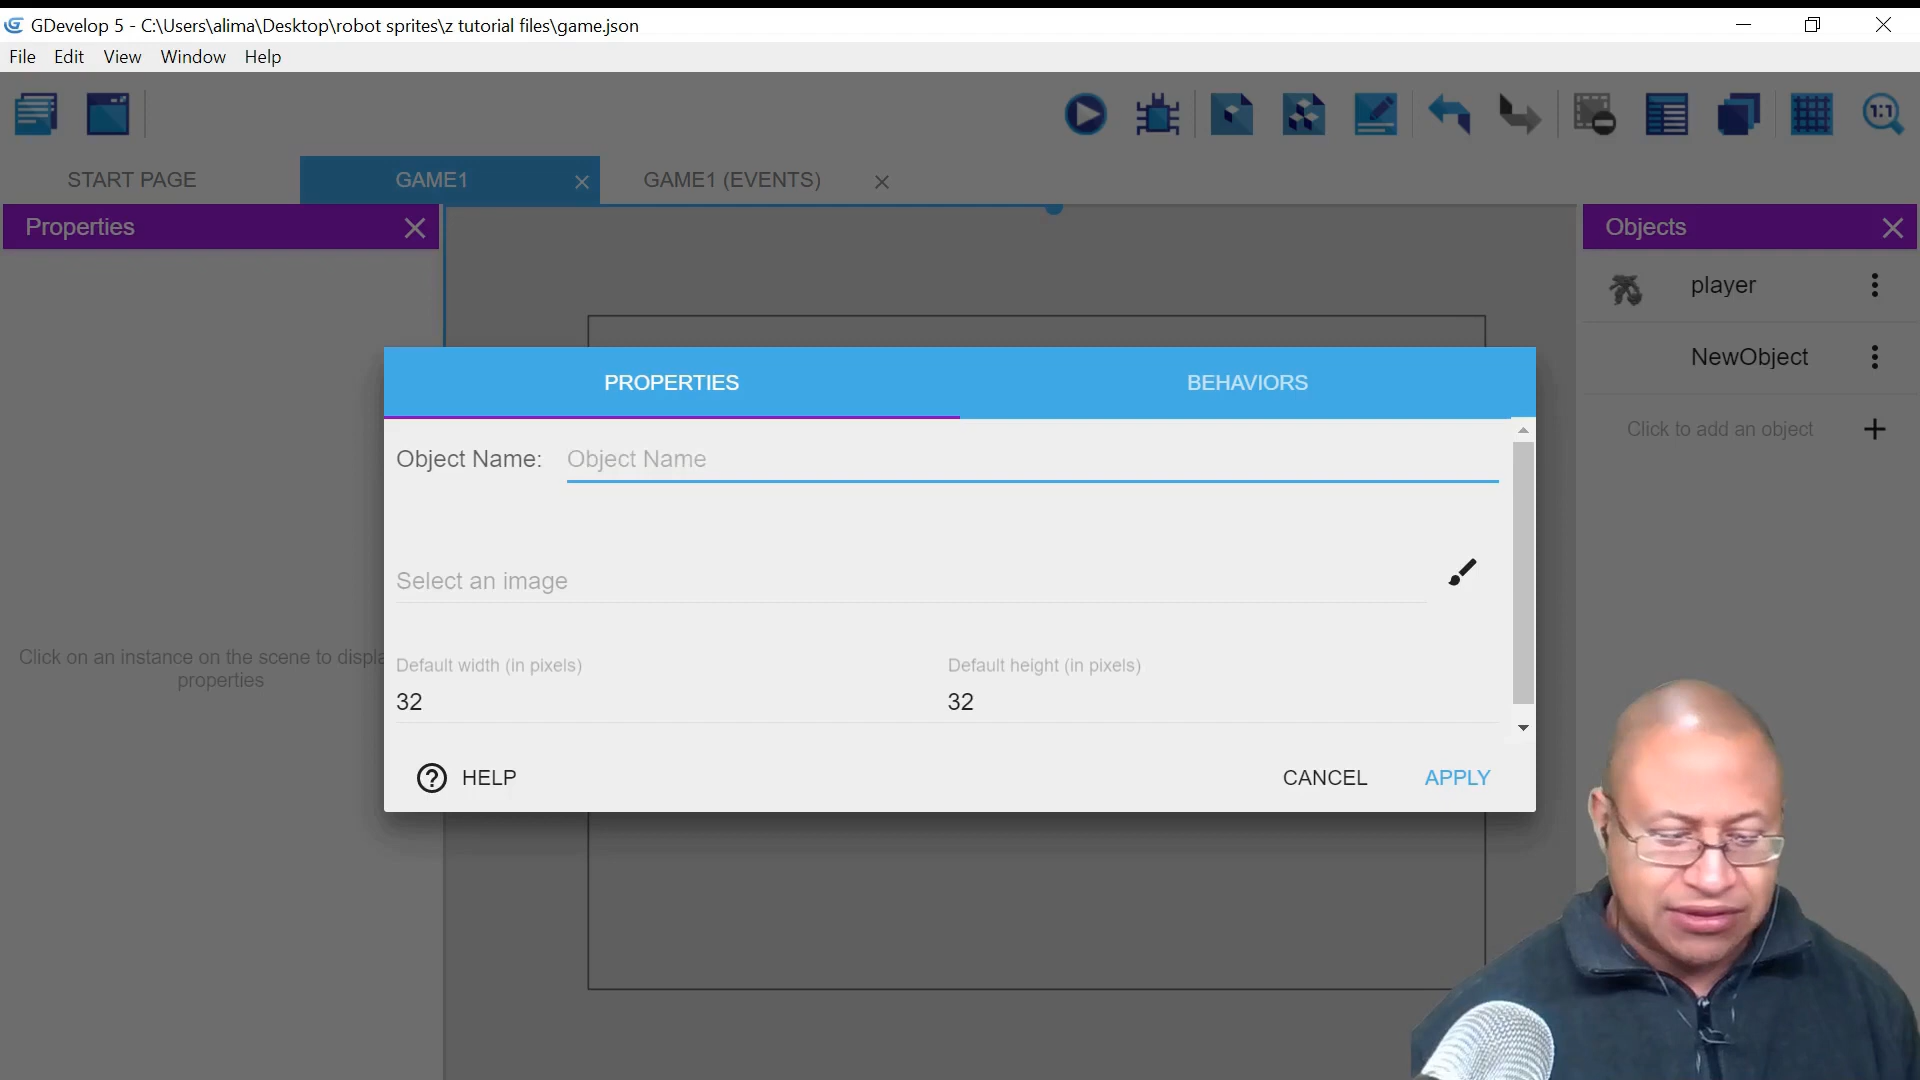 GDevelop 5 - C:\Users\alima\Desktop\robot sprites\z tutorial files\game.json
File Edit View Window Help
1:1
START PAGE
GAME1
GAME1 (EVENTS)
Properties
Objects
player
NewObject
Click to add an object
PROPERTIES
BEHAVIORS
Object Name:
Object Name
Select an image
Click on an instance on the scene to displa
properties
Default width (in pixels)
32
Default height (in pixels)
32
HELP
CANCEL
APPLY